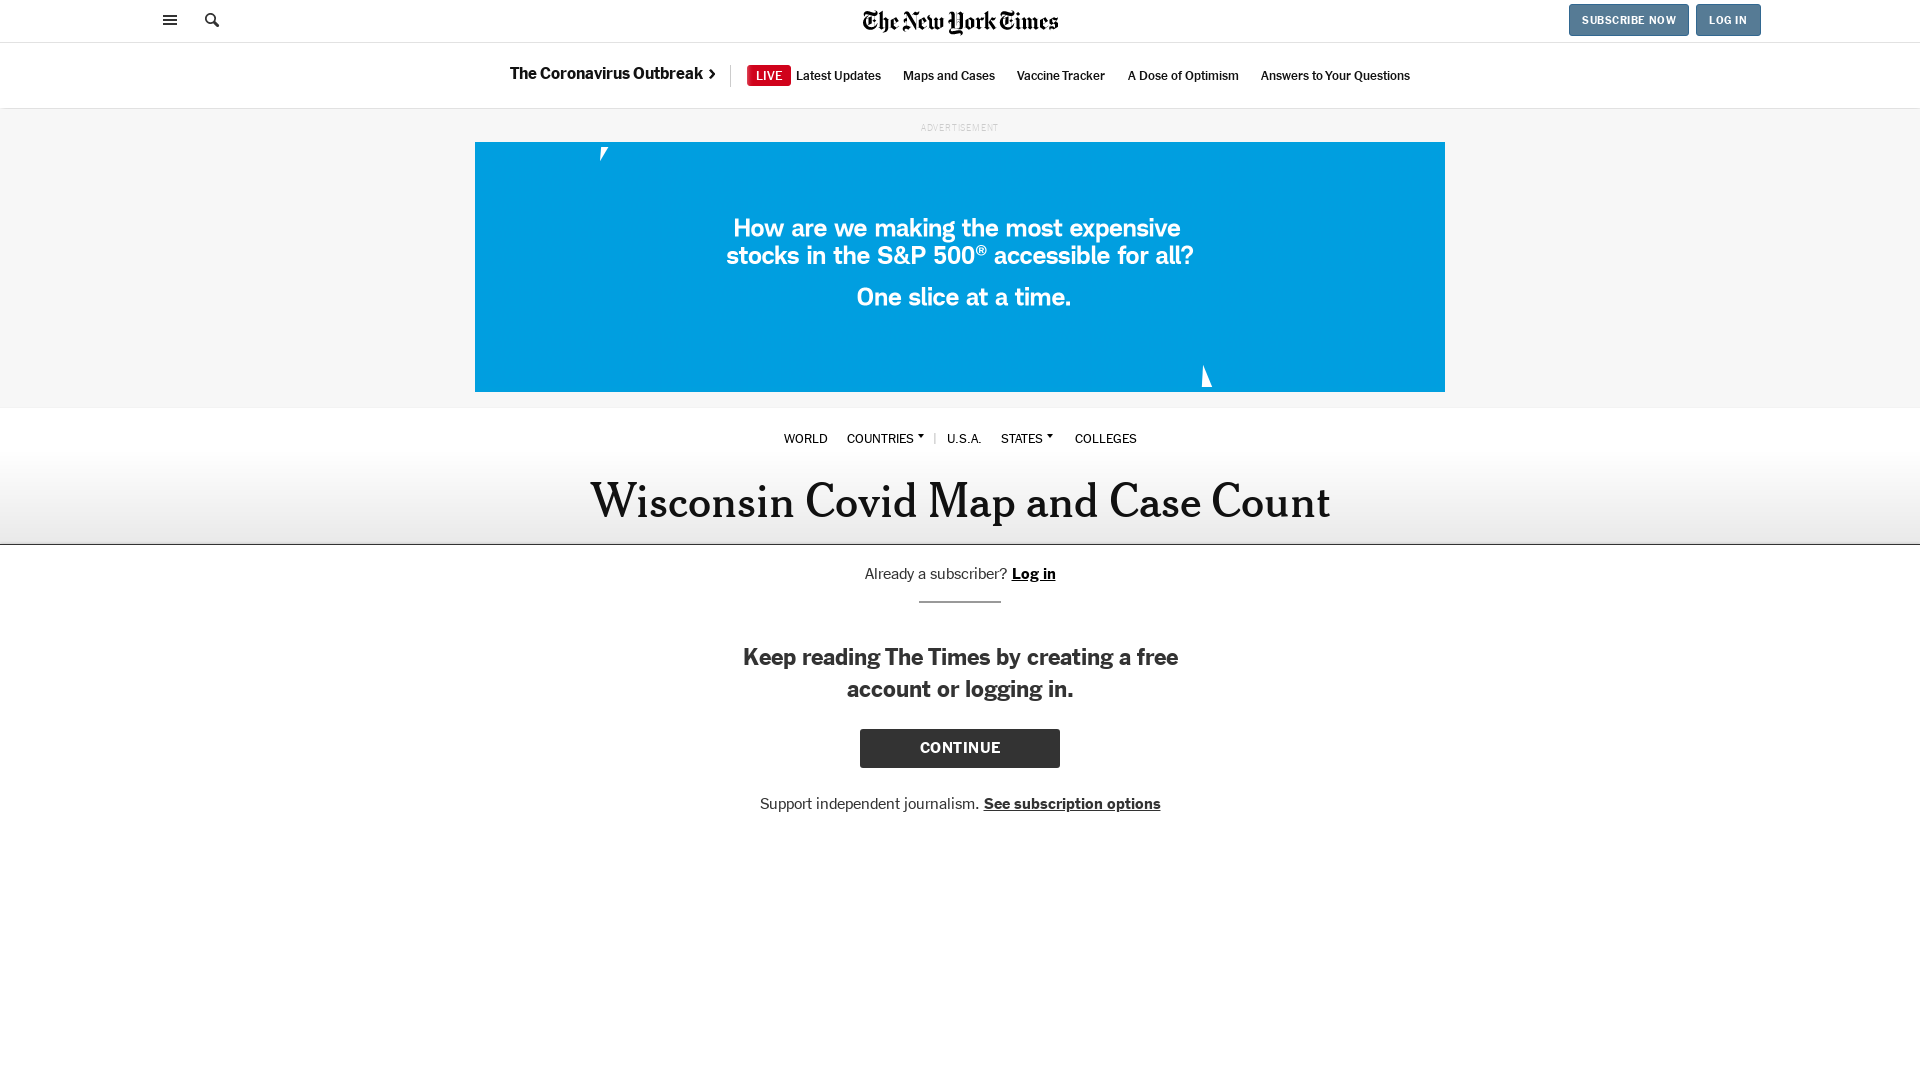 The New York Times
SUBSCRIBE NOW
LOG IN
The Coronavirus Outbreak
LIVE Latest Updates
Maps and Cases
Vaccine Tracker
A Dose of Optimism
Answers to Your Questions
ADVERTISEMENT
How are we making the most expensive
stocks in the S&P 500® accessible for all?
One slice at a time.
WORLD
COUNTRIES
U.S.A.
STATES
COLLEGES
Wisconsin Covid Map and Case Count
Already a subscriber? Log in
Keep reading The Times by creating a free
account or logging in.
CONTINUE
Support independent journalism. See subscription options